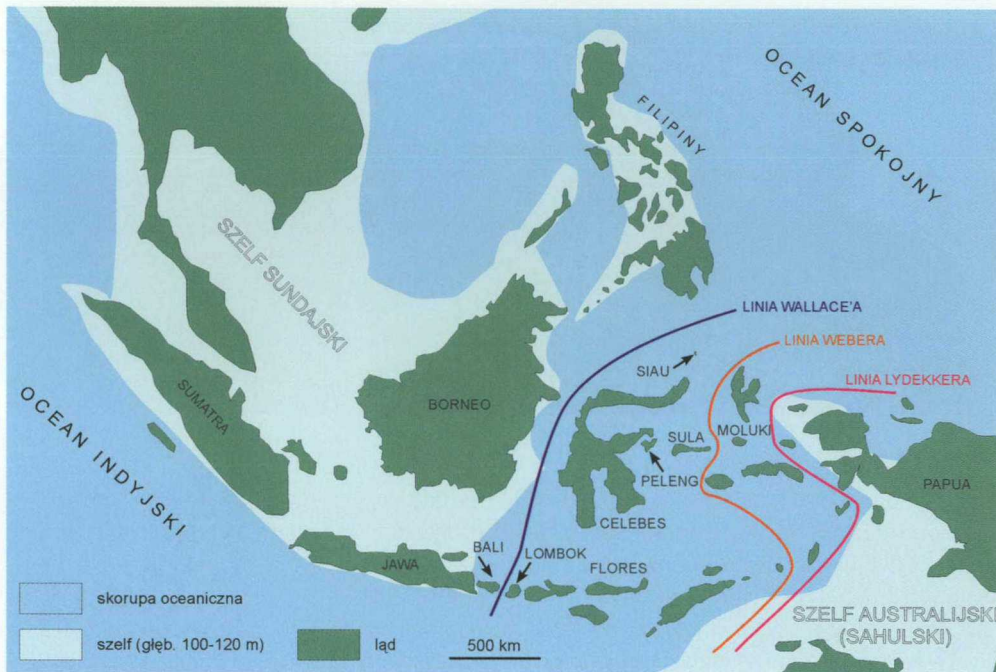 OCEAN SPOKOJNY
FILIPINY
SZELF SUNDAJSKI
LINIA WALLACE'A
LINIA WEBERA
SIAU
LINIA LYDEKKERA
OCEAN INDYJSKI
SUMATRA
BORNEO
SULA
MOLUKI
PELENG
PAPUA
CELEBES
BALI
LOMBOK
JAWA
FLORES
skorupa oceaniczna
szelf (głęb. 100-120 m)
ląd
500 km
SZELF AUSTRALIJSKI
(SAHULSKI)